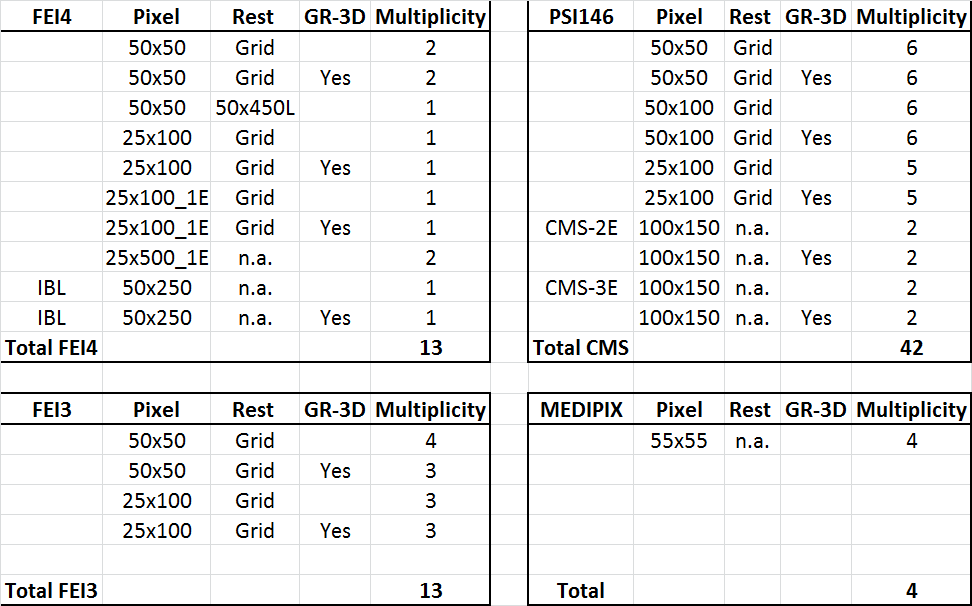 FEI4 Pixel Rest GR-3D Multiplicity
50x50 Grid 2
50x50 Grid Yes 2
50x50 50x450L 1
25x100 Grid 1
25x100 Grid Yes 1
25x100_1E Grid 1
25x100_1E Grid Yes 1
25x500_1E n.a. 2
IBL 50x250 n.a. 1
IBL 50x250 n.a. Yes 1
Total FEI4 13
PSI146 Pixel Rest GR-3D Multiplicity
50x50 Grid 6
50x50 Grid Yes 6
50x100 Grid 6
50x100 Grid Yes 6
25x100 Grid 5
25x100 Grid Yes 5
CMS-2E 100x150 n.a. 2
100x150 n.a. Yes 2
CMS-3E 100x150 n.a. 2
100x150 n.a. Yes 2
Total CMS 42
FEI3 Pixel Rest GR-3D Multiplicity
50x50 Grid 4
50x50 Grid Yes 3
25x100 Grid 3
25x100 Grid Yes 3
Total FEI3 13
MEDIPIX Pixel Rest GR-3D Multiplicity
55x55 n.a. 4
Total 4